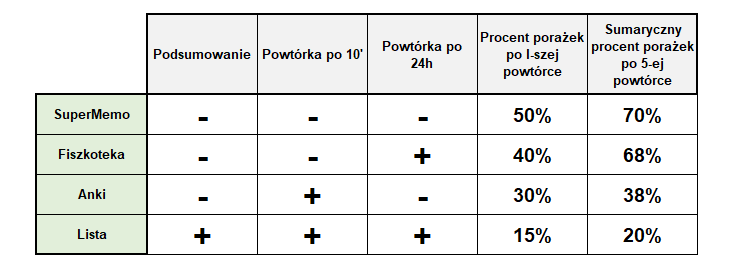 Podsumowanie
Powtórka po 10'
Powtórka po
24h
Procent porażek
po I-szej
powtórce
Sumaryczny
procent porażek
po 5-ej
powtórce
SuperMemo - - - 50% 70%
Fiszkoteka - - + 40% 68%
Anki - + - 30% 38%
Lista + + + 15% 20%